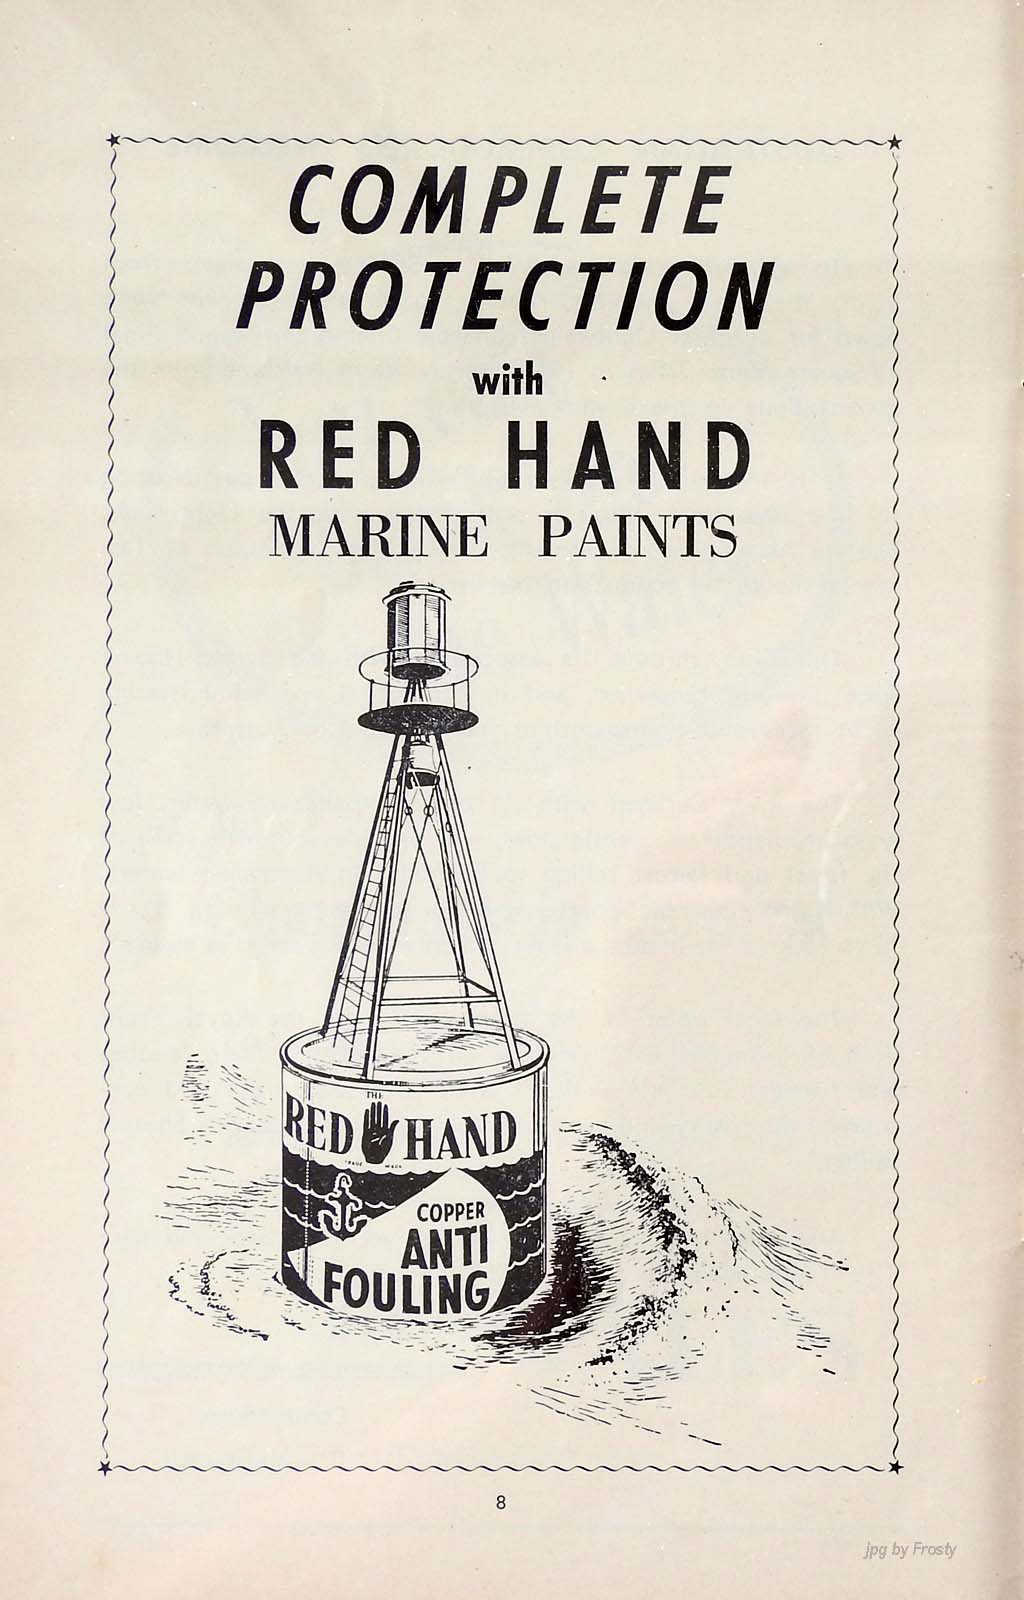 COMPLETE
PROTECTION
with
RED HAND
MARINE PAINTS
THE
RED HAND
TRADE MARK
COPPER
ANTI
FOULING
8
jpg by Frosty